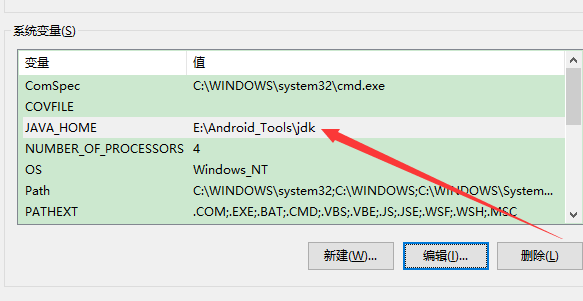 系统变量(S)
变量 值
ComSpec C:\WINDOWS\system32\cmd.exe
COVFILE
JAVA_HOME E:\Android_Tools\jdk
NUMBER_OF_PROCESSORS 4
OS Windows_NT
Path C:\WINDOWS\system32;C:\WINDOWS;C:\WINDOWS\System...
PATHEXT .COM;.EXE;.BAT;.CMD;.VBS;.VBE;.JS;.JSE;.WSF;.WSH;.MSC
新建(W)... 编辑(I)... 删除(L)